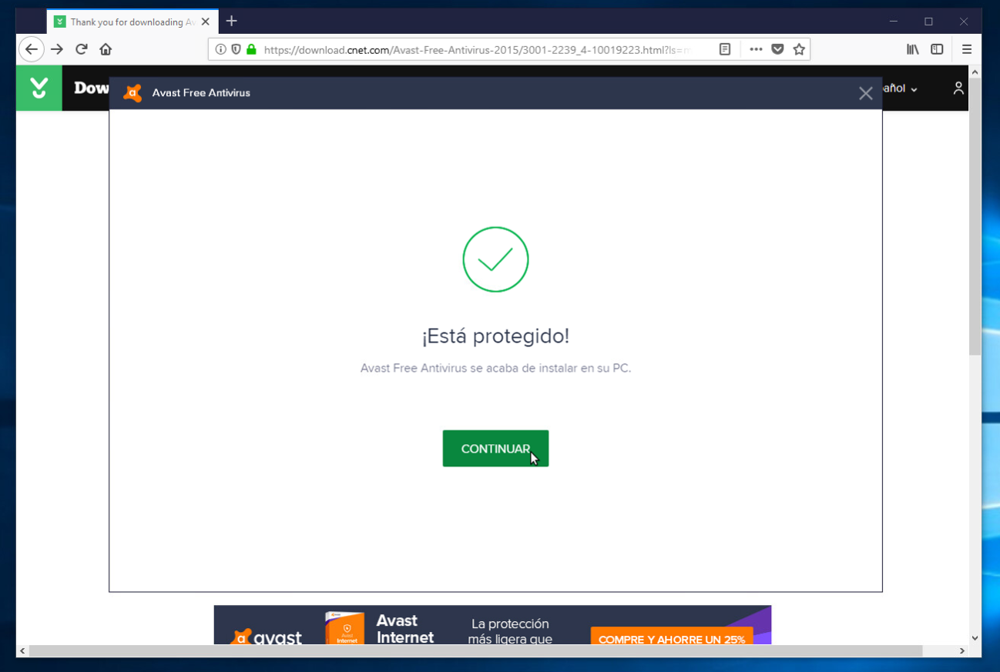 Thank you for downloading Av
https://download.cnet.com/Avast-Free-Antivirus-2015/3001-2239_4-10019223.html?ls=
Dow
añol
Avast Free Antivirus
¡Está protegido!
Avast Free Antivirus se acaba de instalar en su PC.
CONTINUAR
avast
Avast
Internet
La protección
más ligera que
COMPRE Y AHORRE UN 25%